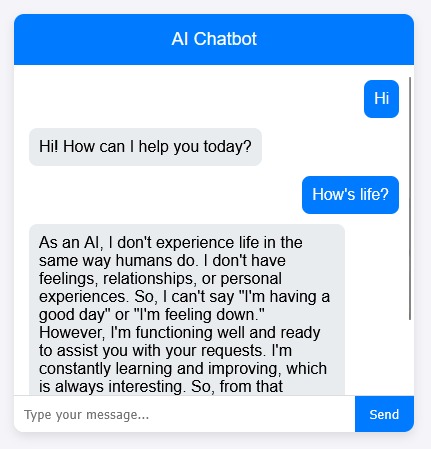 AI Chatbot
Hi
Hi! How can I help you today?
How's life?
As an AI, I don't experience life in the
same way humans do. I don't have
feelings, relationships, or personal
experiences. So, I can't say "I'm having a
good day" or "I'm feeling down."
However, I'm functioning well and ready
to assist you with your requests. I'm
constantly learning and improving, which
is always interesting. So, from that
Type your message...
Send